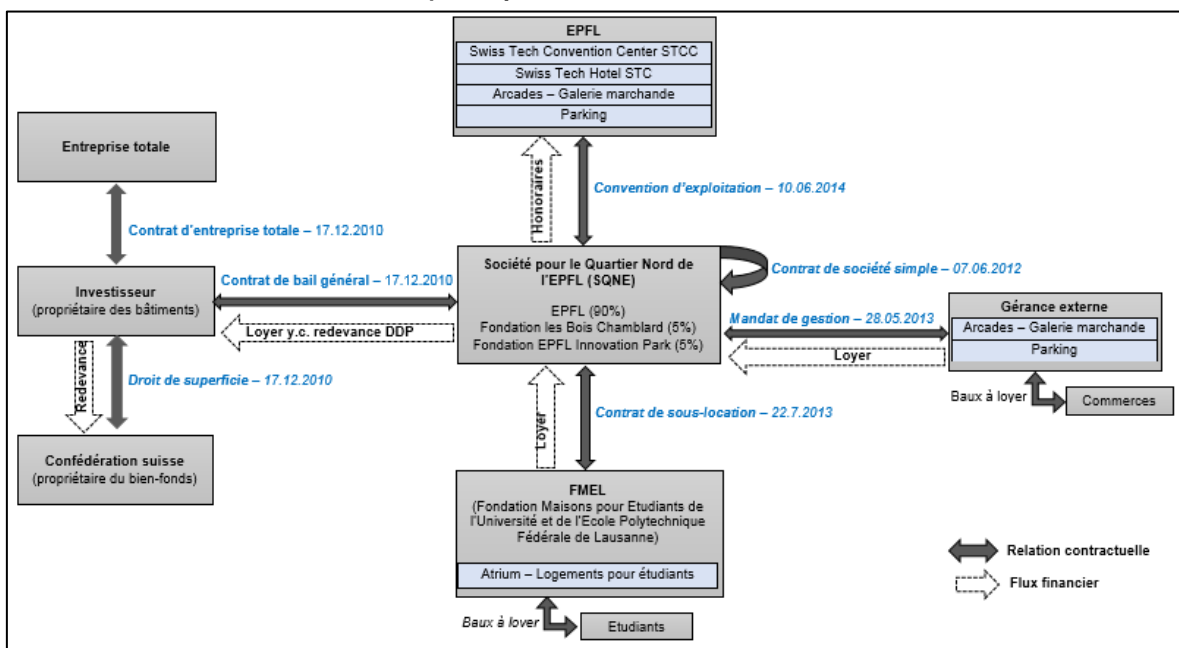 EPFL
Swiss Tech Convention Center STCC
Swiss Tech Hotel STC
Arcades – Galerie marchande
Parking
Entreprise totale
Honoraires
Convention d'exploitation – 10.06.2014
Contrat d'entreprise totale – 17.12.2010
Investisseur
(propriétaire des bâtiments)
Contrat de bail général – 17.12.2010
Loyer y.c. redevance DDP
Société pour le Quartier Nord de
l'EPFL (SQNE)
EPFL (90%)
Fondation les Bois Chamblard (5%)
Fondation EPFL Innovation Park (5%)
Contrat de société simple – 07.06.2012
Mandat de gestion – 28.05.2013
Loyer
Gérance externe
Arcades – Galerie marchande
Parking
Baux à loyer
Commerces
Redevance
Droit de superficie – 17.12.2010
Confédération suisse
(propriétaire du bien-fonds)
Loyer
Contrat de sous-location – 22.7.2013
FMEL
(Fondation Maisons pour Etudiants de
l'Université et de l'Ecole Polytechnique
Fédérale de Lausanne)
Atrium – Logements pour étudiants
Baux à loyer
Etudiants
Relation contractuelle
Flux financier